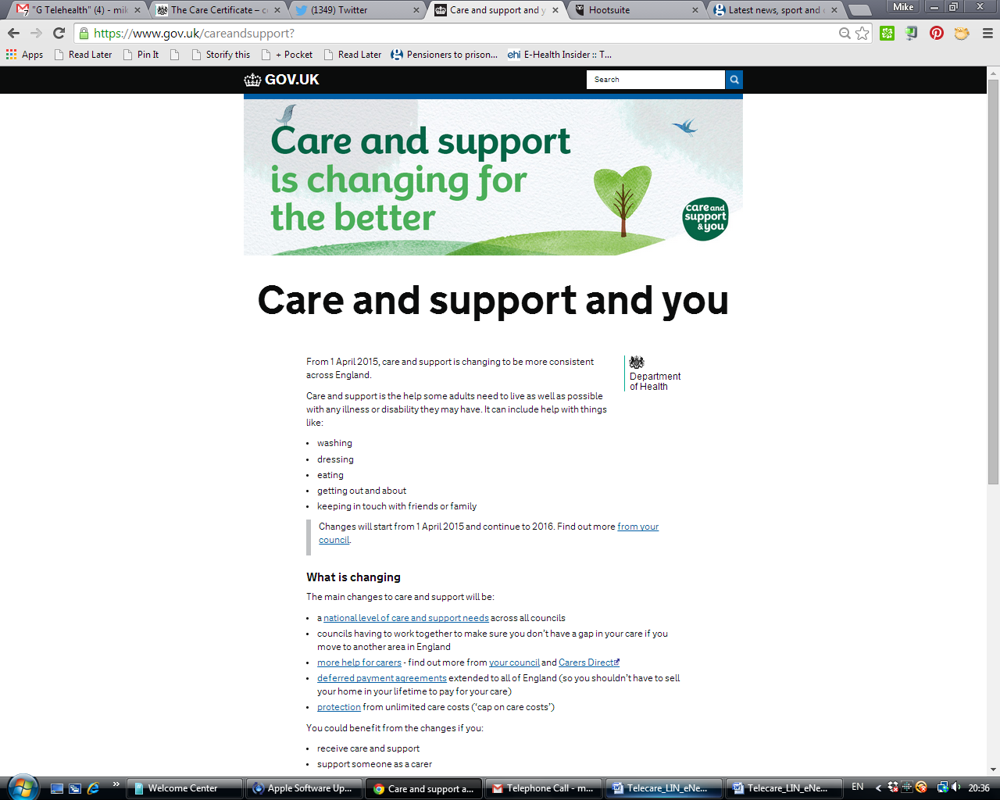 "G Telehealth" (4) - mik
The Care Certificate – c
(1349) Twitter
Care and support and y
Hootsuite
Latest news, sport and
Mike
https://www.gov.uk/careandsupport?
Apps
Read Later
Pin It
Storify this
+ Pocket
Read Later
Pensioners to prison...
ehi
E-Health Insider :: T...
GOV.UK
Search
Care and support
is changing for
the better
care and
support
& you
Care and support and you
From 1 April 2015, care and support is changing to be more consistent
across England.
Department
of Health
Care and support is the help some adults need to live as well as possible
with any illness or disability they may have. It can include help with things
like:
• washing
• dressing
• eating
• getting out and about
• keeping in touch with friends or family
Changes will start from 1 April 2015 and continue to 2016. Find out more from your
council.
What is changing
The main changes to care and support will be:
• a national level of care and support needs across all councils
• councils having to work together to make sure you don’t have a gap in your care if you
move to another area in England
• more help for carers - find out more from your council and Carers Direct
• deferred payment agreements extended to all of England (so you shouldn’t have to sell
your home in your lifetime to pay for your care)
• protection from unlimited care costs (‘cap on care costs’)
You could benefit from the changes if you:
• receive care and support
• support someone as a carer
Welcome Center
Apple Software Up...
Care and support a...
Telephone Call - m...
Telecare_LIN_eNe...
Telecare_LIN_eNe...
EN
20:36